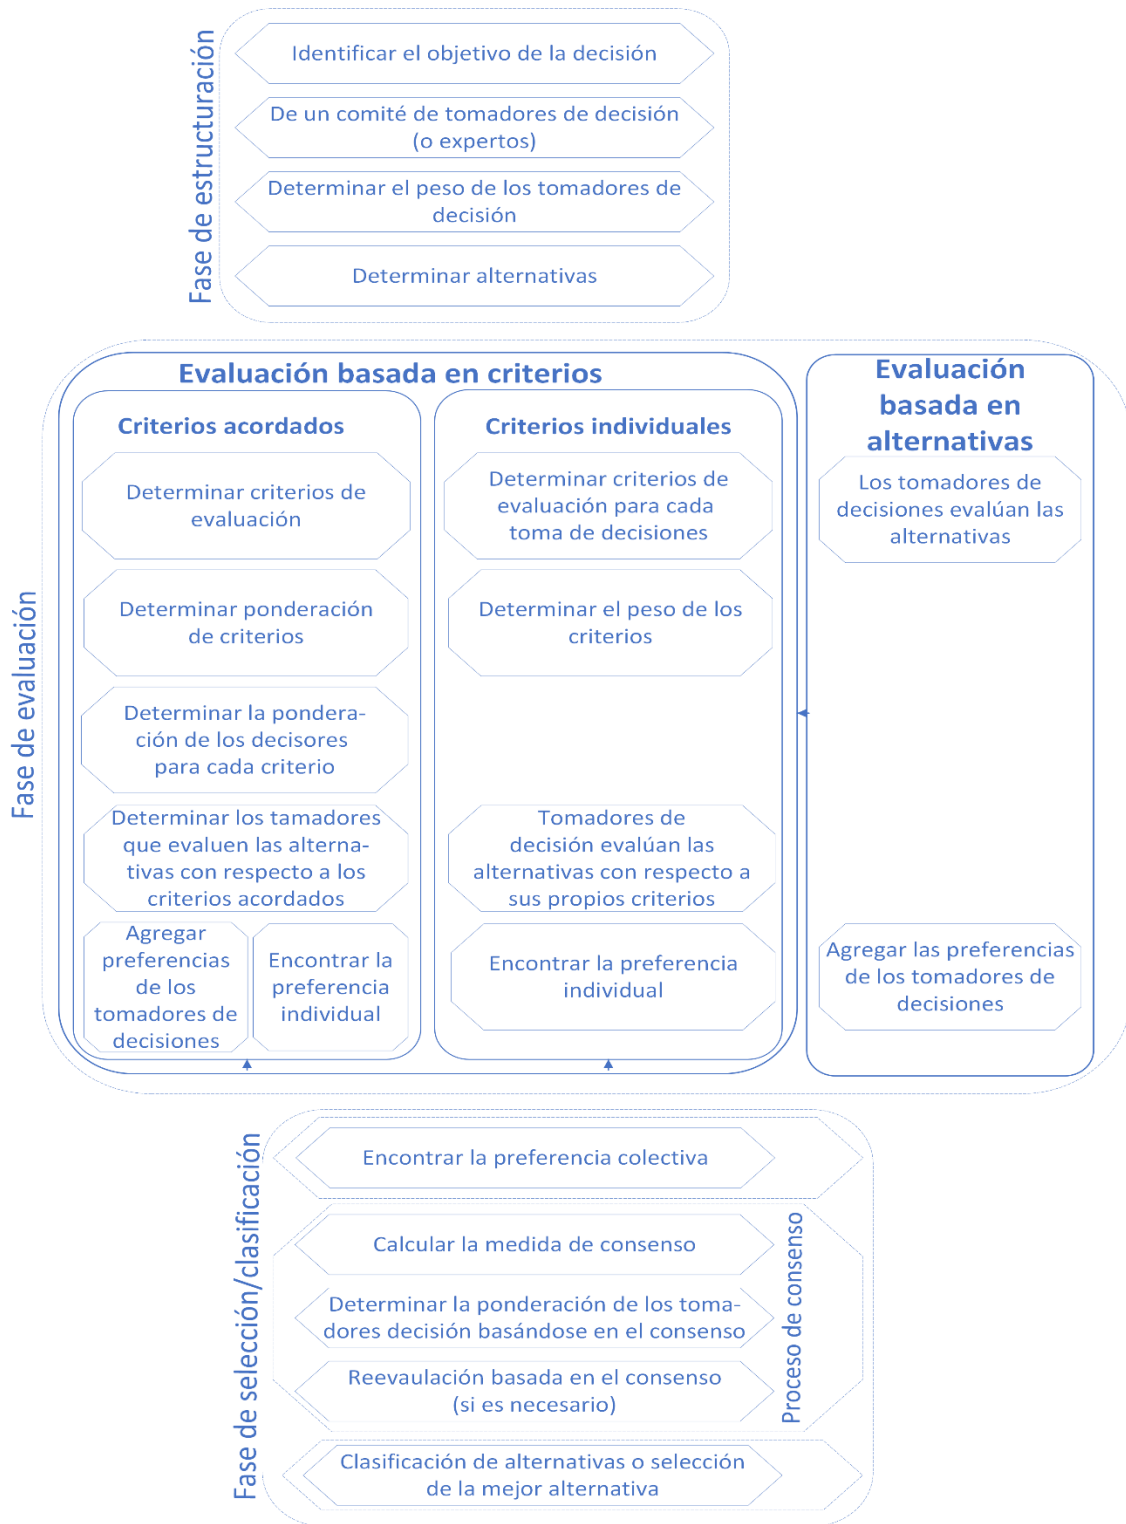 Fase de estructuración
Identificar el objetivo de la decisión
De un comité de tomadores de decisión
(o expertos)
Determinar el peso de los tomadores de
decisión
Determinar alternativas
Fase de evaluación
Evaluación basada en criterios
Criterios acordados
Determinar criterios de
evaluación
Determinar ponderación
de criterios
Determinar la pondera-
ción de los decisores
para cada criterio
Determinar los tamadores
que evaluen las alterna-
tivas con respecto a los
criterios acordados
Agregar
preferencias
de los
tomadores de
decisiones
Encontrar la
preferencia
individual
Criterios individuales
Determinar criterios de
evaluación para cada
toma de decisiones
Determinar el peso de los
criterios
Tomadores de
decisión evalúan las
alternativas con respecto a
sus propios criterios
Encontrar la preferencia
individual
Evaluación
basada en
alternativas
Los tomadores de
decisiones evalúan las
alternativas
Agregar las preferencias
de los tomadores de
decisiones
Fase de selección/clasificación
Encontrar la preferencia colectiva
Proceso de consenso
Calcular la medida de consenso
Determinar la ponderación de los toma-
dores decisión basándose en el consenso
Reevaulación basada en el consenso
(si es necesario)
Clasificación de alternativas o selección
de la mejor alternativa